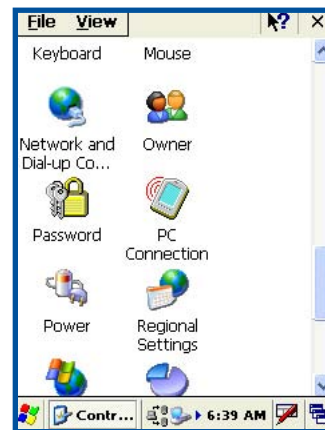 File View ?
Keyboard Mouse
Network and Dial-up Co... Owner
Password PC Connection
Power Regional Settings
Contr... 6:39 AM